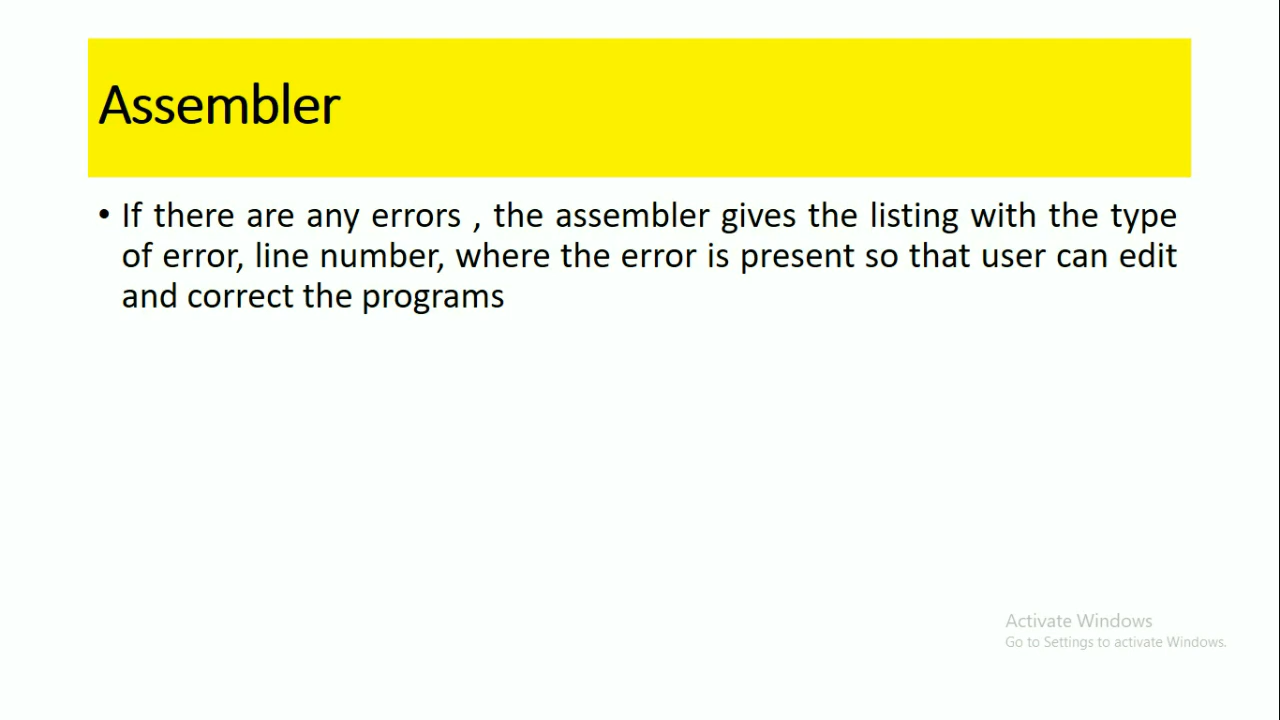 Assembler
• If there are any errors , the assembler gives the listing with the type
of error, line number, where the error is present so that user can edit
and correct the programs
Activate Windows
Go to Settings to activate Windows.